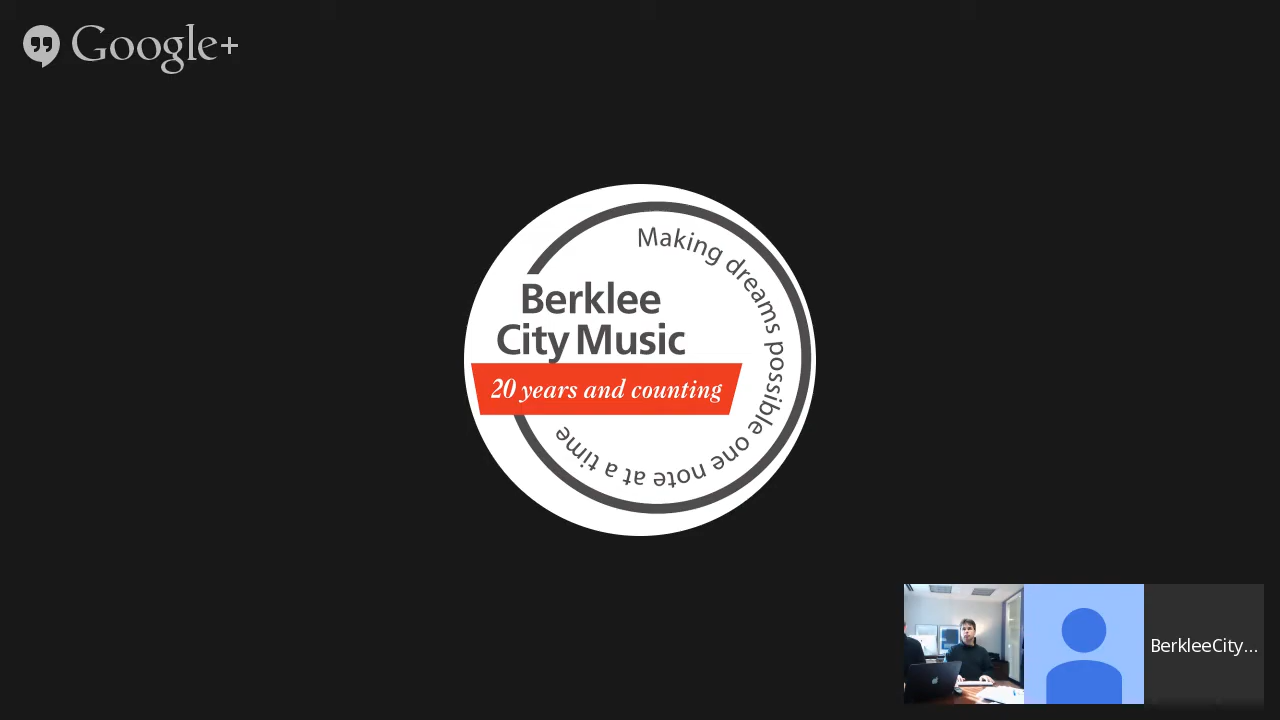 Google+
Making dreams possible one note at a time
Berklee
City Music
20 years and counting
BerkleeCity...